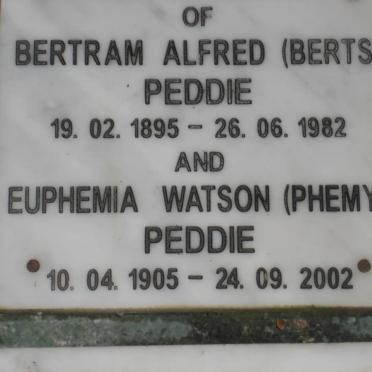 OF
BERTRAM ALFRED (BERTS
PEDDIE
19. 02. 1895 – 26. 06. 1982
AND
EUPHEMIA WATSON (PHEMY
PEDDIE
10. 04. 1905 – 24. 09. 2002